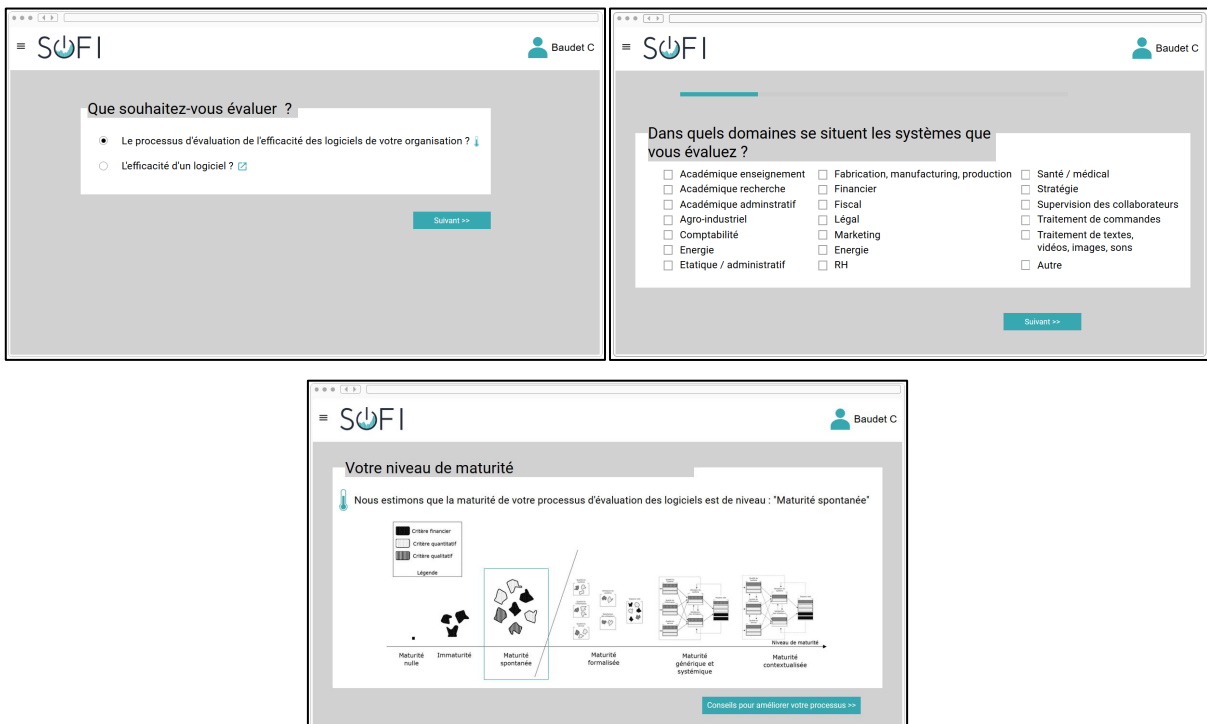 SOFI
Baudet C
Que souhaitez-vous évaluer ?
Le processus d'évaluation de l'efficacité des logiciels de votre organisation ?
L'efficacité d'un logiciel ?
Suivant >>
SOFI
Baudet C
Dans quels domaines se situent les systèmes que
vous évaluez ?
Académique enseignement
Académique recherche
Académique adminstratif
Agro-industriel
Comptabilité
Energie
Etatique / administratif
Fabrication, manufacturing, production
Financier
Fiscal
Légal
Marketing
Energie
RH
Santé / médical
Stratégie
Supervision des collaborateurs
Traitement de commandes
Traitement de textes,
vidéos, images, sons
Autre
Suivant >>
SOFI
Baudet C
Votre niveau de maturité
Nous estimons que la maturité de votre processus d'évaluation des logiciels est de niveau : "Maturité spontanée"
Critère financier
Critère quantitatif
Critère qualitatif
Légende
Niveau de maturité
Maturité
nulle
Immaturité
Maturité
spontanée
Maturité
formalisée
Maturité
générique et
systémique
Maturité
contextualisée
Conseils pour améliorer votre processus >>